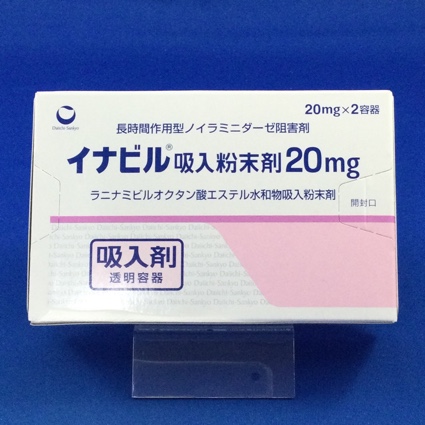 Daiichi-Sankyo
20mg×2容器
長時間作用型ノイラミニダーゼ阻害剤
イナビル®吸入粉末剤20mg
ラニナミビルオクタン酸エステル水和物吸入粉末剤
開封口
吸入剤
透明容器